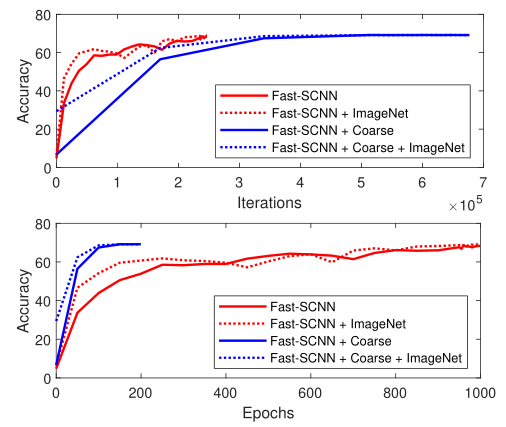 80
60
40
20
0
Accuracy
Fast-SCNN
Fast-SCNN + ImageNet
Fast-SCNN + Coarse
Fast-SCNN + Coarse + ImageNet
0 1 2 3 4 5 6 7
Iterations
×10^5
80
60
40
20
0
Accuracy
Fast-SCNN
Fast-SCNN + ImageNet
Fast-SCNN + Coarse
Fast-SCNN + Coarse + ImageNet
0 200 400 600 800 1000
Epochs